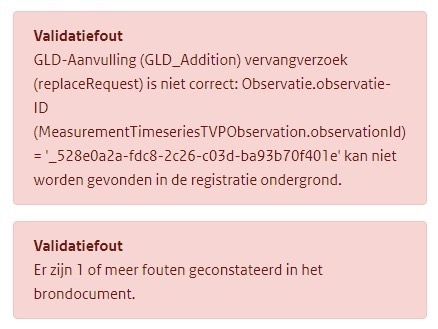 Validatiefout
GLD-Aanvulling (GLD_Addition) vervangverzoek
(replaceRequest) is niet correct: Observatie.observatie-
ID
(MeasurementTimeseriesTVPObservation.observationId)
= '_528e0a2a-fdc8-2c26-c03d-ba93b70f401e' kan niet
worden gevonden in de registratie ondergrond.
Validatiefout
Er zijn 1 of meer fouten geconstateerd in het
brondocument.